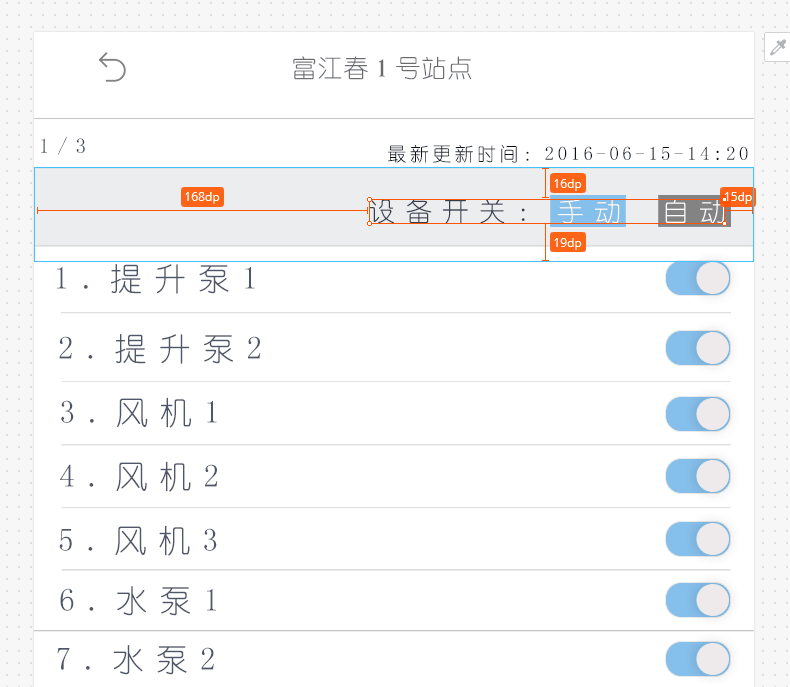 富江春1号站点
1/3
最新更新时间：2016-06-15-14:20
168dp
16dp
15dp
设备开关：手动 自动
19dp
1.提升泵1
2.提升泵2
3.风机1
4.风机2
5.风机3
6.水泵1
7.水泵2